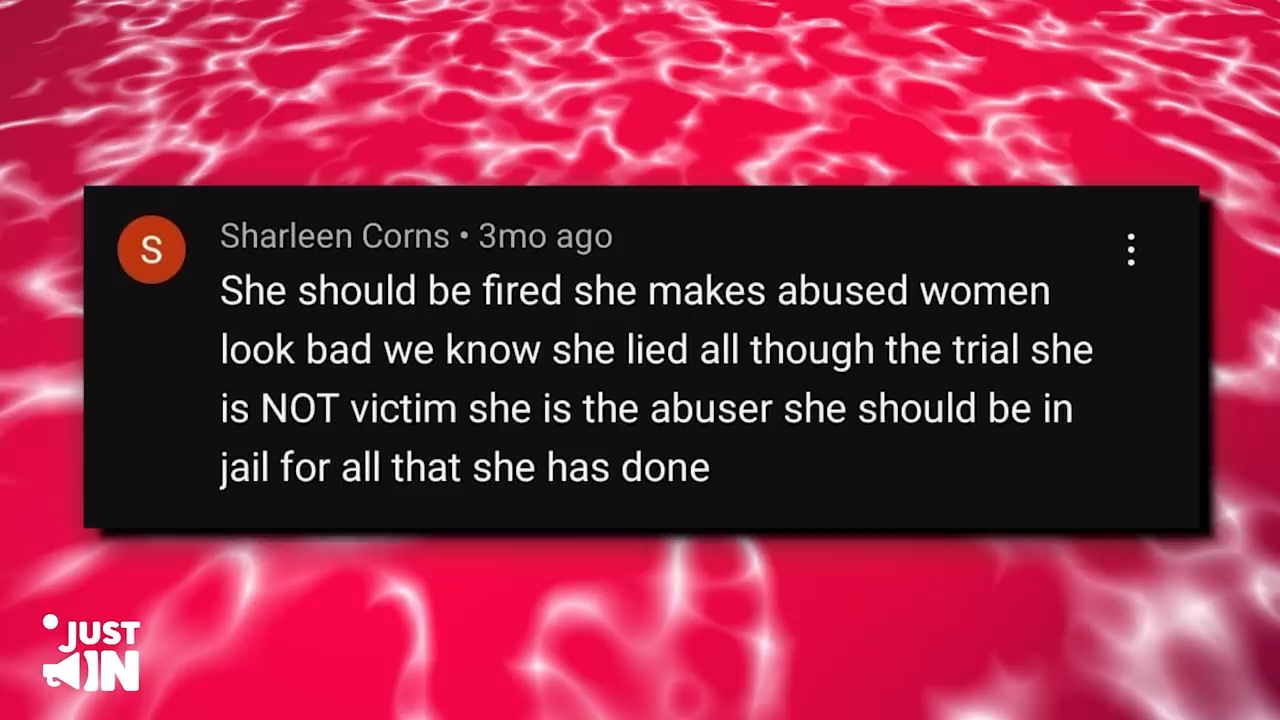 S
Sharleen Corns • 3mo ago
She should be fired she makes abused women
look bad we know she lied all though the trial she
is NOT victim she is the abuser she should be in
jail for all that she has done
JUST
IN